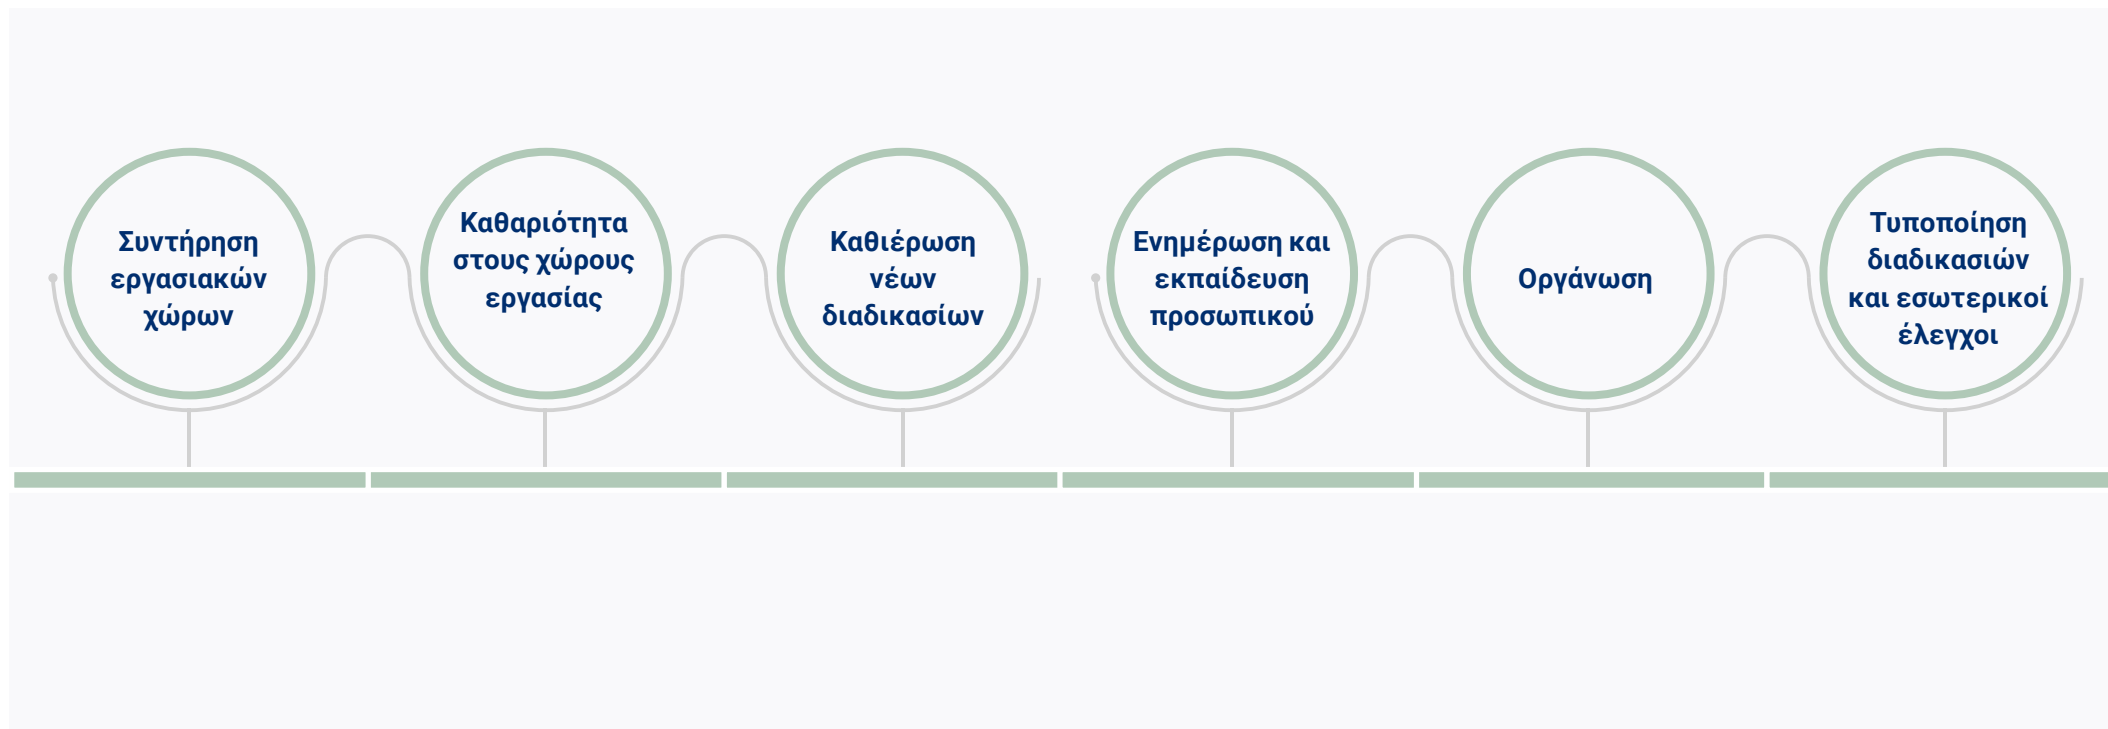 Συντήρηση
εργασιακών
χώρων
Καθαριότητα
στους χώρους
εργασίας
Καθιέρωση
νέων
διαδικασίων
Ενημέρωση και
εκπαίδευση
προσωπικού
Οργάνωση
Τυποποίηση
διαδικασιών
και εσωτερικοί
έλεγχοι